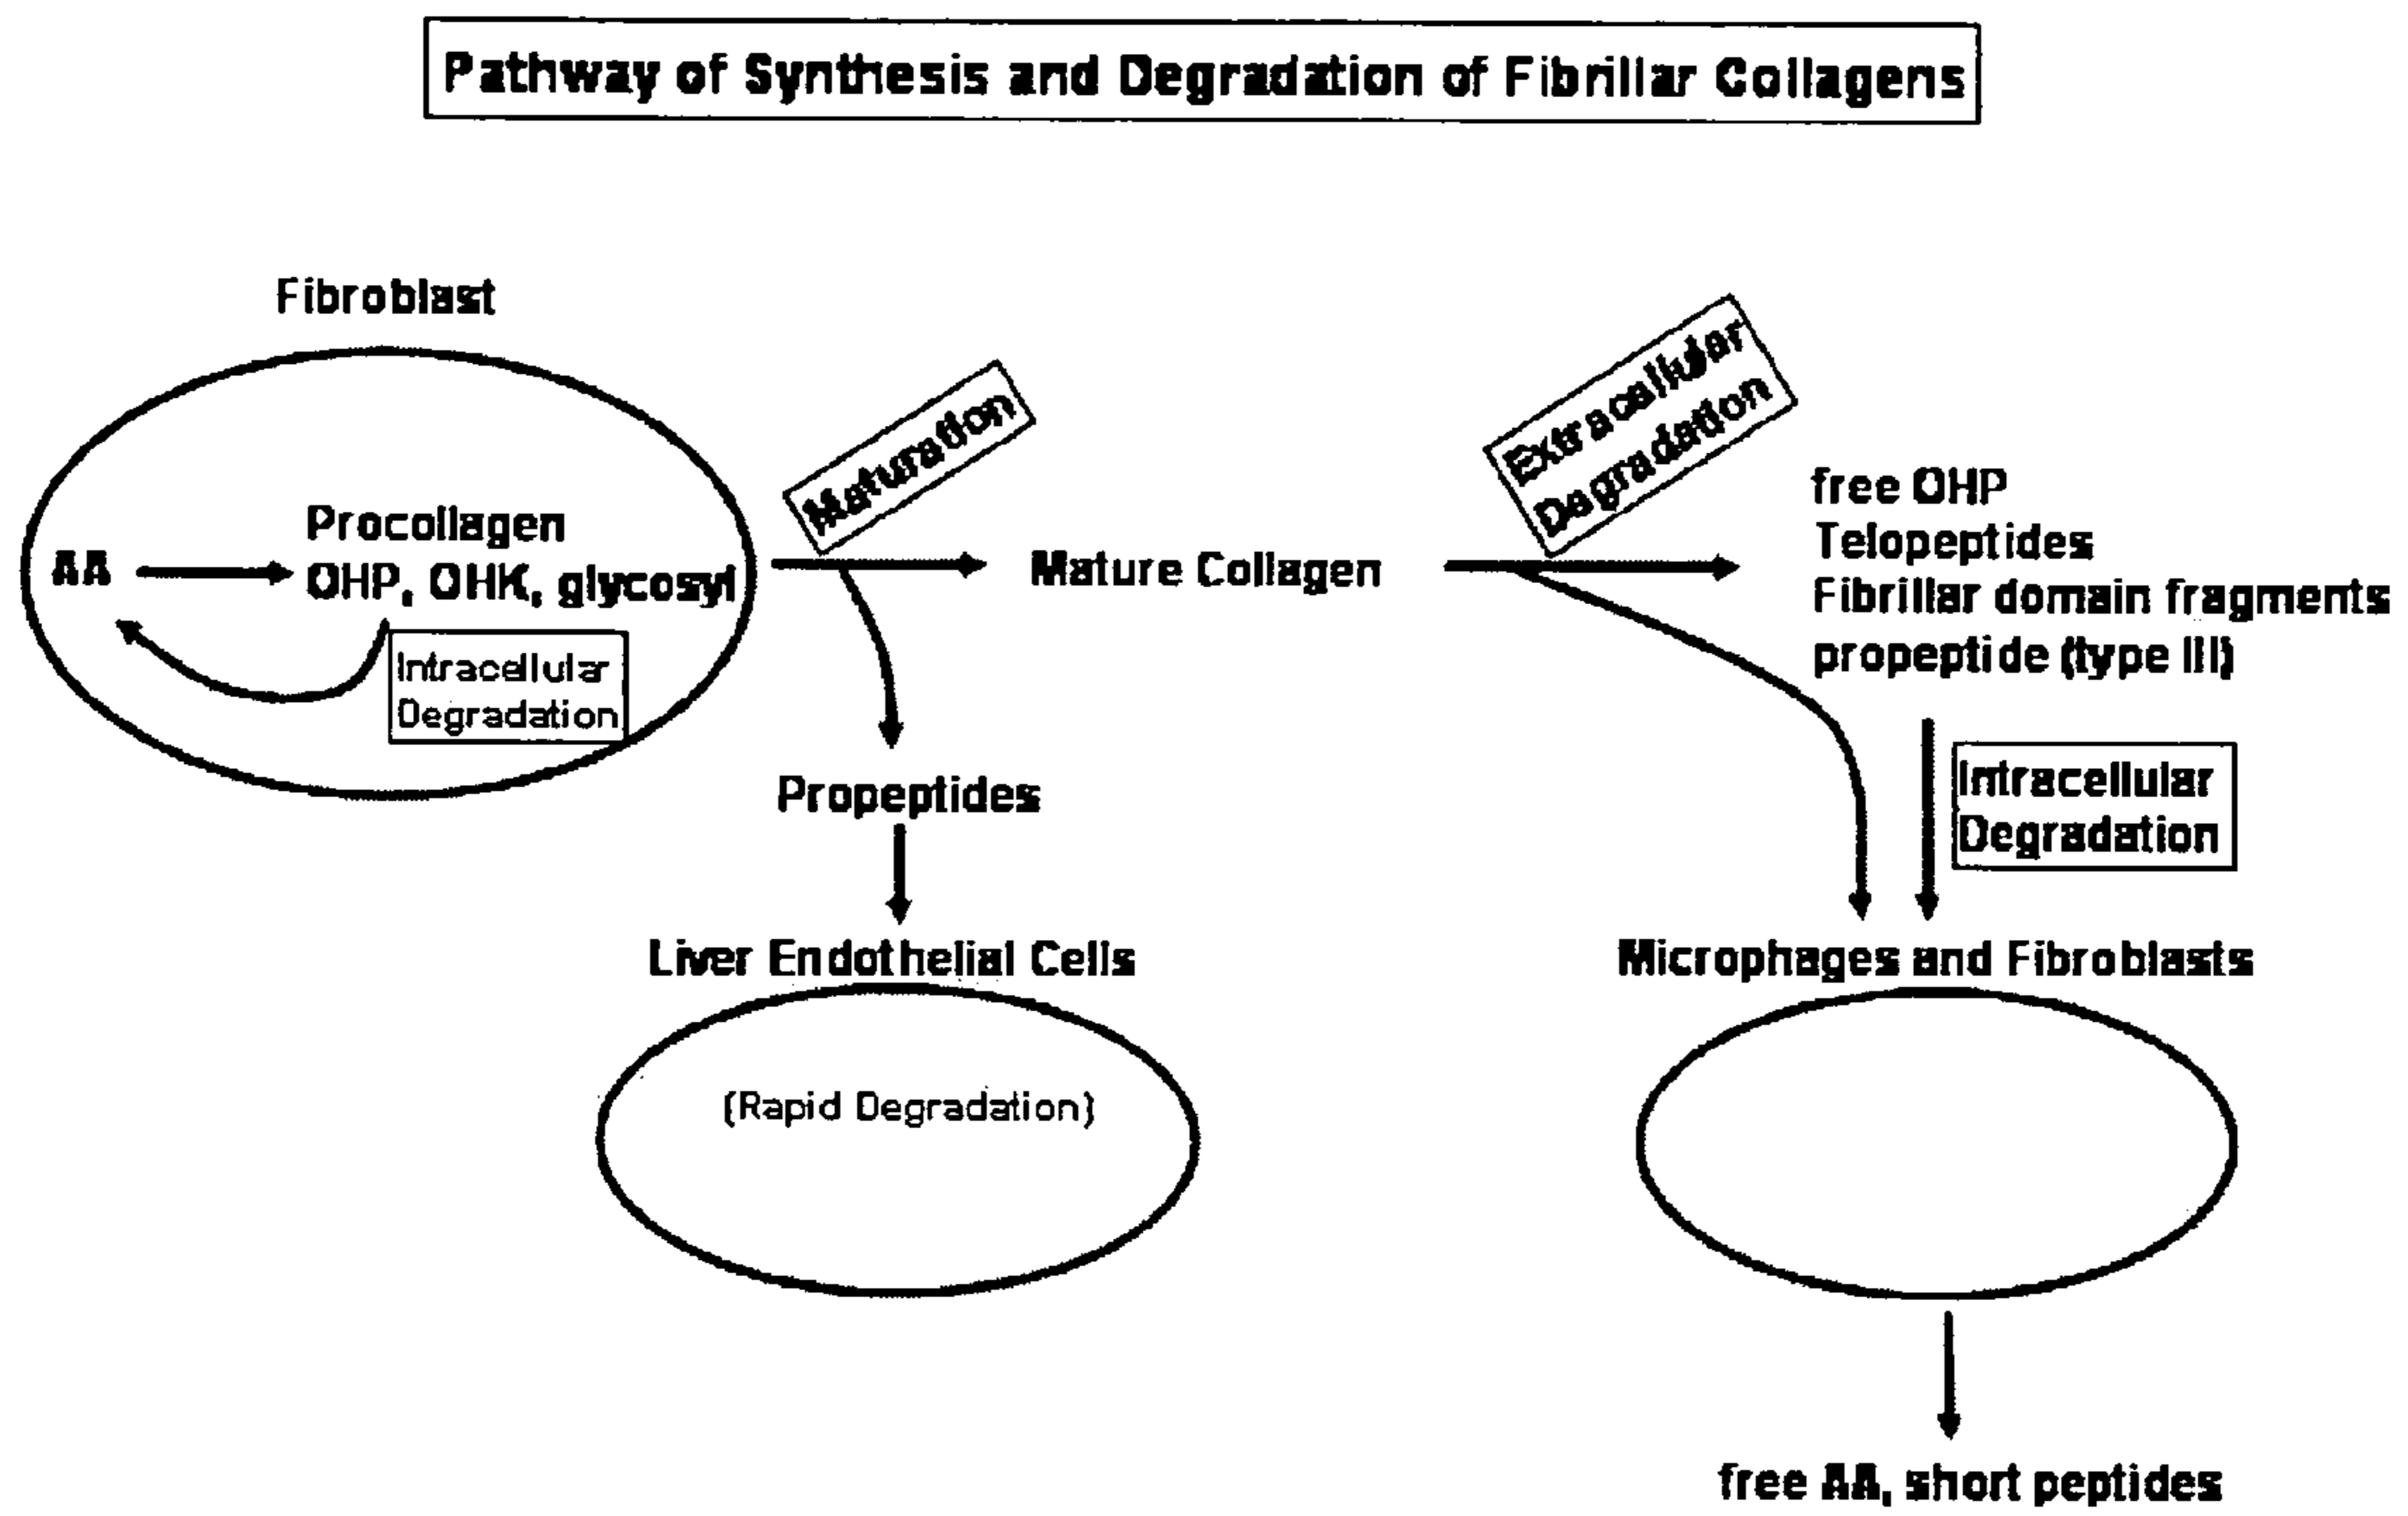 Pathway of Synthesis and Degradation of Fibrillar Collagens
Fibroblast
AA
Procollagen
OHP, OHK, glycosyl
Intracellular
Degradation
Maturation
Mature Collagen
Extracellular
Degradation
free OHP
Telopeptides
Fibrillar domain fragments
propeptide (type III)
Propeptides
Intracellular
Degradation
Liver Endothelial Cells
(Rapid Degradation)
Microphages and Fibroblasts
free AA, short peptides